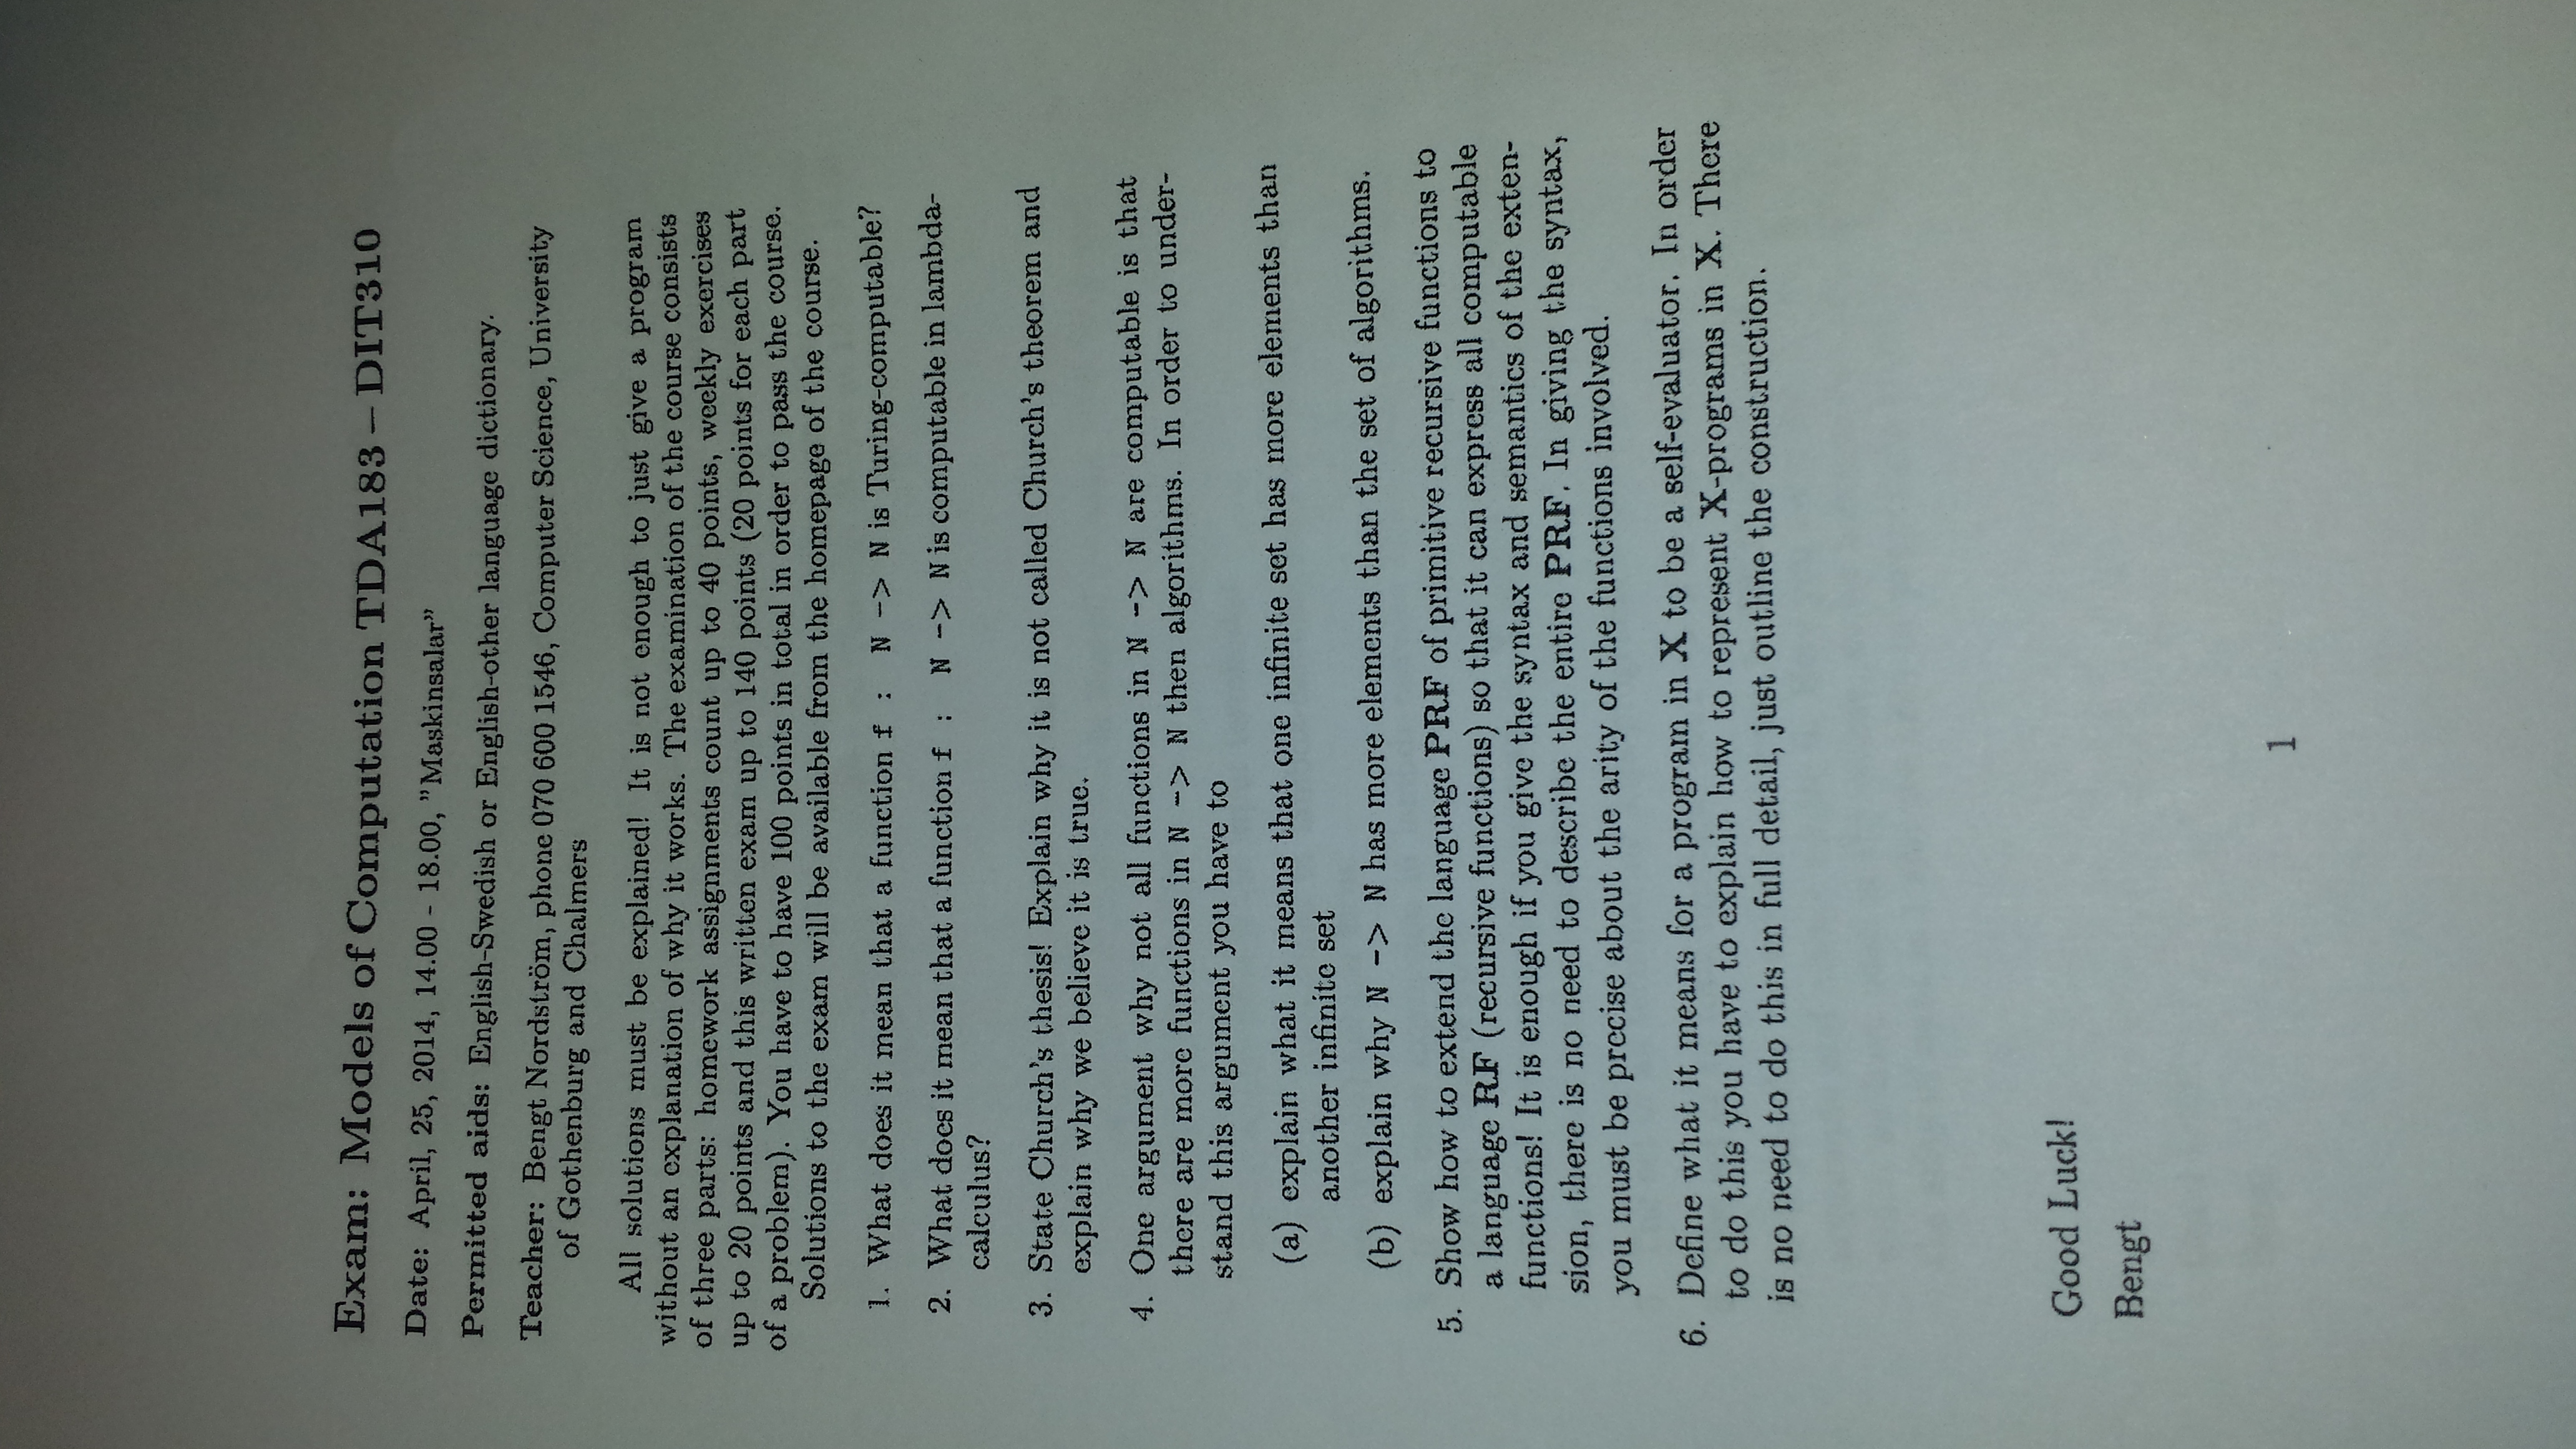 Exam: Models of Computation TDA183 – DIT310
Date: April, 25, 2014, 14.00 - 18.00, ”Maskinsalar”
Permitted aids: English-Swedish or English-other language dictionary.
Teacher: Bengt Nordström, phone 070 600 1546, Computer Science, University
of Gothenburg and Chalmers
All solutions must be explained! It is not enough to just give a program
without an explanation of why it works. The examination of the course consists
of three parts: homework assignments count up to 40 points, weekly exercises
up to 20 points and this written exam up to 140 points (20 points for each part
of a problem). You have to have 100 points in total in order to pass the course.
Solutions to the exam will be available from the homepage of the course.
1. What does it mean that a function f : N -> N is Turing-computable?
2. What does it mean that a function f : N -> N is computable in lambda-
calculus?
3. State Church's thesis! Explain why it is not called Church's theorem and
explain why we believe it is true.
4. One argument why not all functions in N -> N are computable is that
there are more functions in N -> N then algorithms. In order to under-
stand this argument you have to
(a) explain what it means that one infinite set has more elements than
another infinite set
(b) explain why N -> N has more elements than the set of algorithms.
5. Show how to extend the language PRF of primitive recursive functions to
a language RF (recursive functions) so that it can express all computable
functions! It is enough if you give the syntax and semantics of the exten-
sion, there is no need to describe the entire PRF. In giving the syntax,
you must be precise about the arity of the functions involved.
6. Define what it means for a program in X to be a self-evaluator. In order
to do this you have to explain how to represent X-programs in X. There
is no need to do this in full detail, just outline the construction.
Good Luck!
Bengt
1